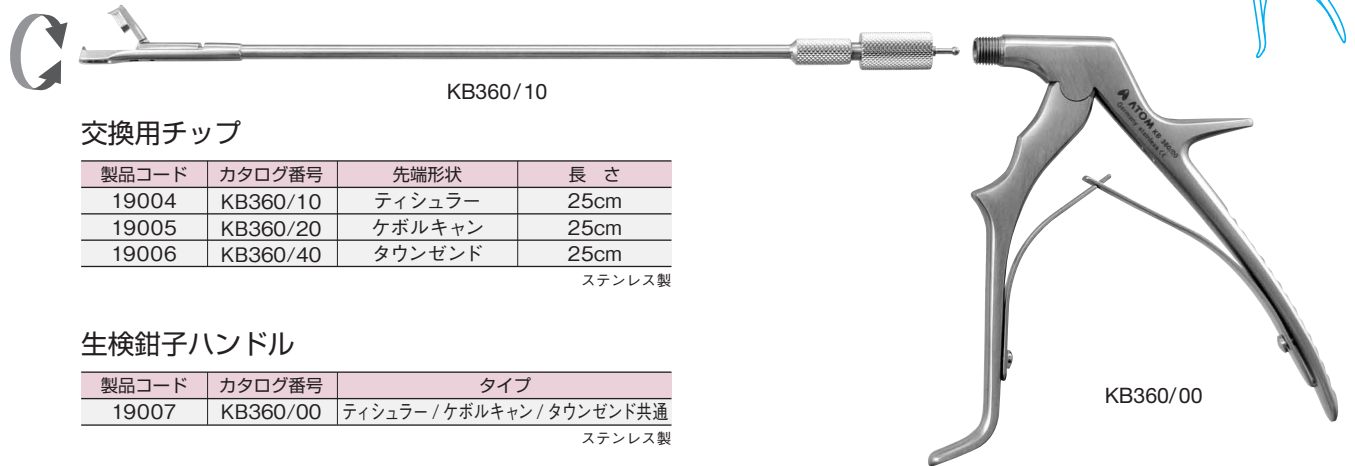 KB360/10
交換用チップ
製品コード カタログ番号 先端形状 長 さ
19004 KB360/10 ティシュラー 25cm
19005 KB360/20 ケボルキャン 25cm
19006 KB360/40 タウンゼンド 25cm
ステンレス製
生検鉗子ハンドル
製品コード カタログ番号 タイプ
19007 KB360/00 ティシュラー / ケボルキャン / タウンゼンド共通
ステンレス製
ATOM KB 360/00
Germany stainless CE
KB360/00